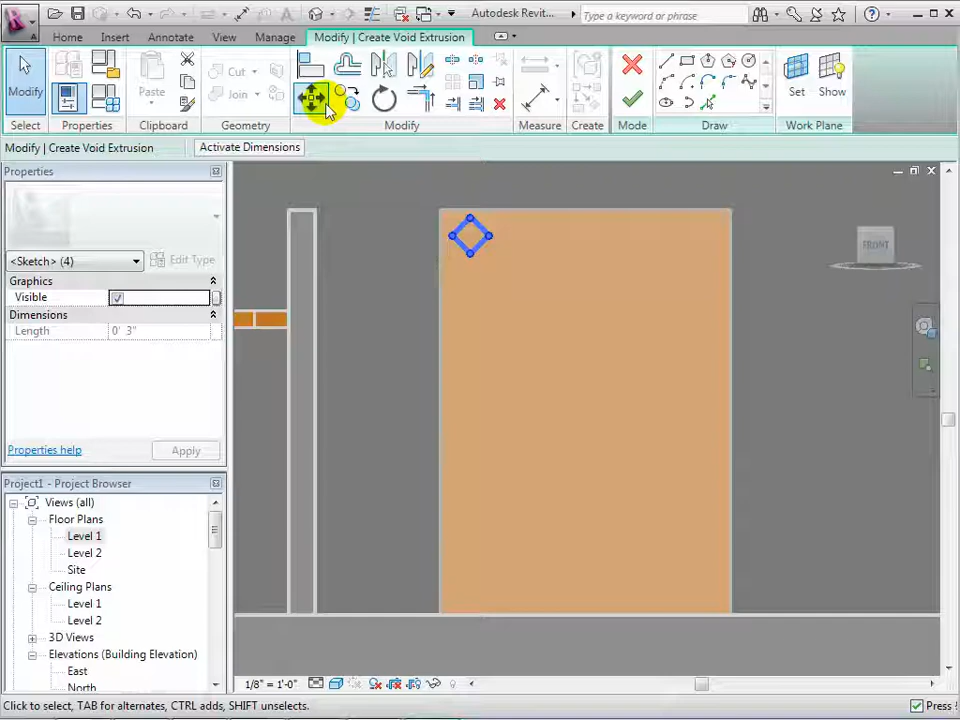 Autodesk Revit...
Type a keyword or phrase
Home Insert Annotate View Manage Modify | Create Void Extrusion
Modify Paste Cut Join Set Show
Select Properties Clipboard Geometry Modify Measure Create Mode Draw Work Plane
Modify | Create Void Extrusion Activate Dimensions
Properties
<Sketch> (4) Edit Type
Graphics
Visible
Dimensions
Length 0' 3"
Properties help Apply
Project1 - Project Browser
Views (all)
Floor Plans
Level 1
Level 2
Site
Ceiling Plans
Level 1
Level 2
3D Views
Elevations (Building Elevation)
East
North
FRONT
1/8" = 1'-0"
Click to select, TAB for alternates, CTRL adds, SHIFT unselects. Press